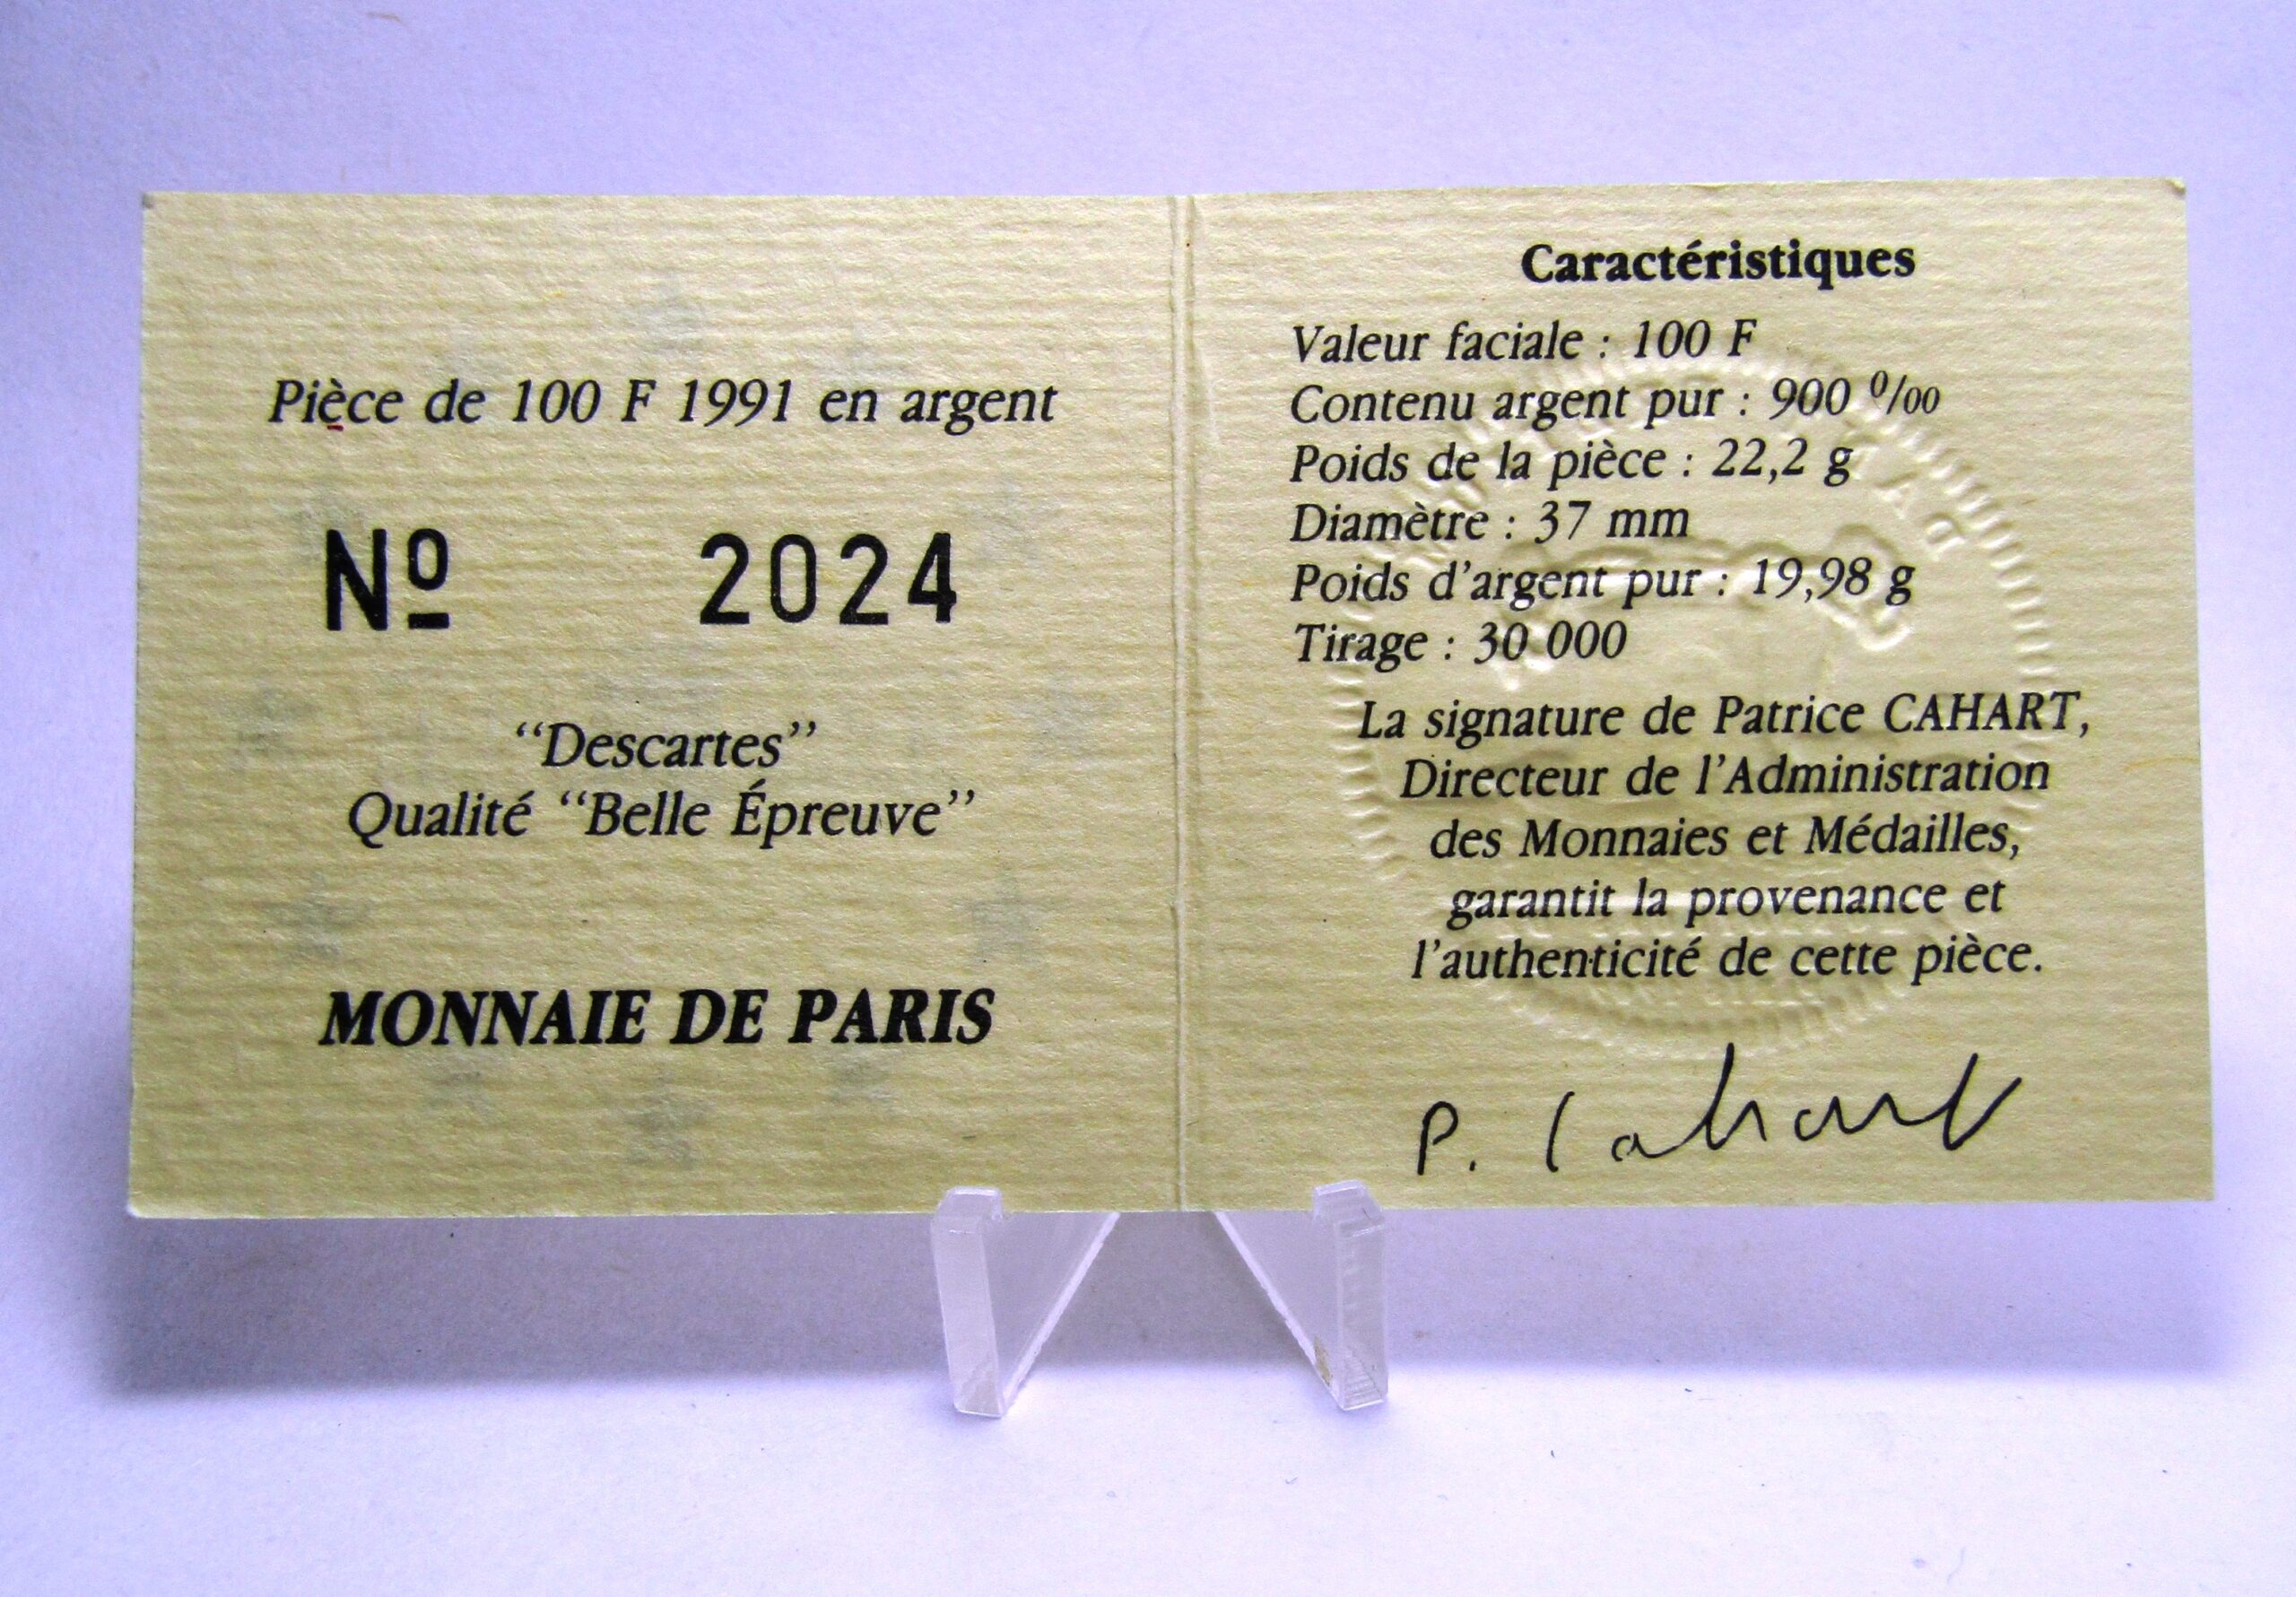 Pièce de 100 F 1991 en argent
Nº 2024
“Descartes”
Qualité “Belle Épreuve”
MONNAIE DE PARIS
Caractéristiques
Valeur faciale : 100 F
Contenu argent pur : 900 ‰
Poids de la pièce : 22,2 g
Diamètre : 37 mm
Poids d’argent pur : 19,98 g
Tirage : 30 000
La signature de Patrice CAHART,
Directeur de l’Administration
des Monnaies et Médailles,
garantit la provenance et
l’authenticité de cette pièce.
P. Cahart